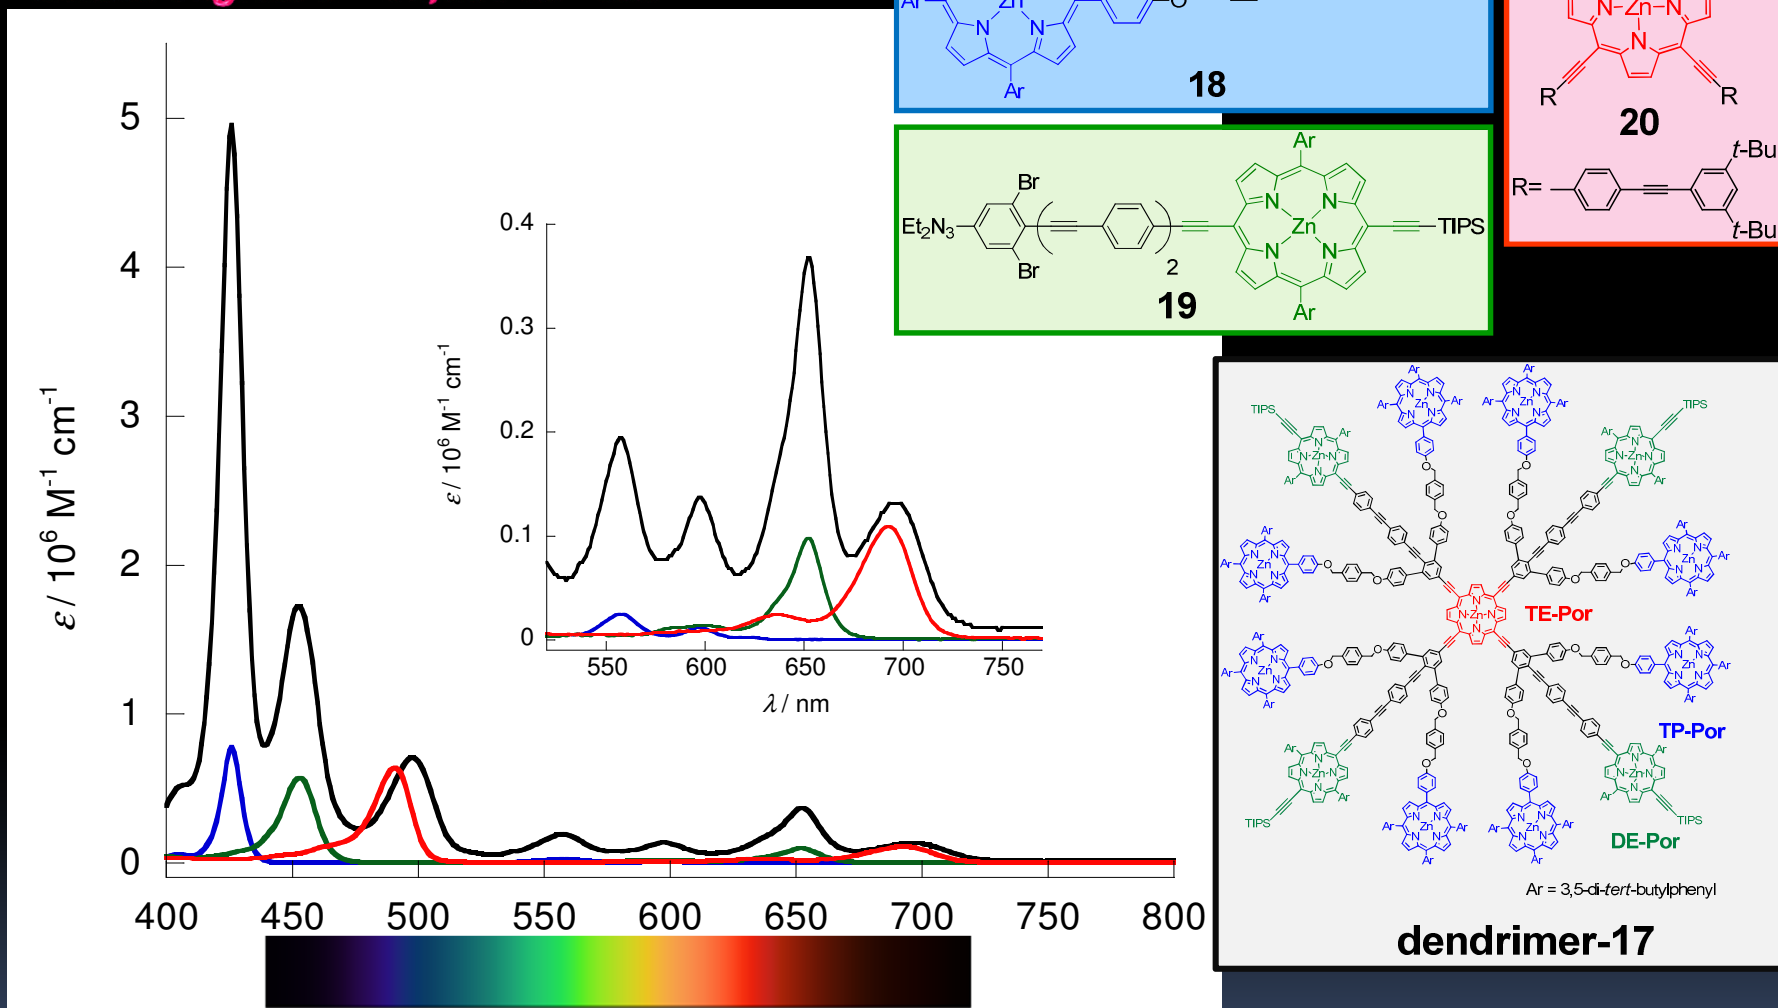 Ar
Zn
N
N
O
Ar
18
Zn
N
N
N
R
R
20
t-Bu
R=
t-Bu
Ar
Br
Et₂N₃
Br
2
N
N
Zn
N
N
TIPS
Ar
19
5
4
3
2
1
0
ε / 10⁶ M⁻¹ cm⁻¹
400 450 500 550 600 650 700 750 800
0.4
0.3
0.2
0.1
0
ε / 10⁶ M⁻¹ cm⁻¹
550 600 650 700 750
λ / nm
TIPS
TIPS
TE-Por
TP-Por
TIPS
TIPS
DE-Por
Ar = 3,5-di-tert-butylphenyl
dendrimer-17